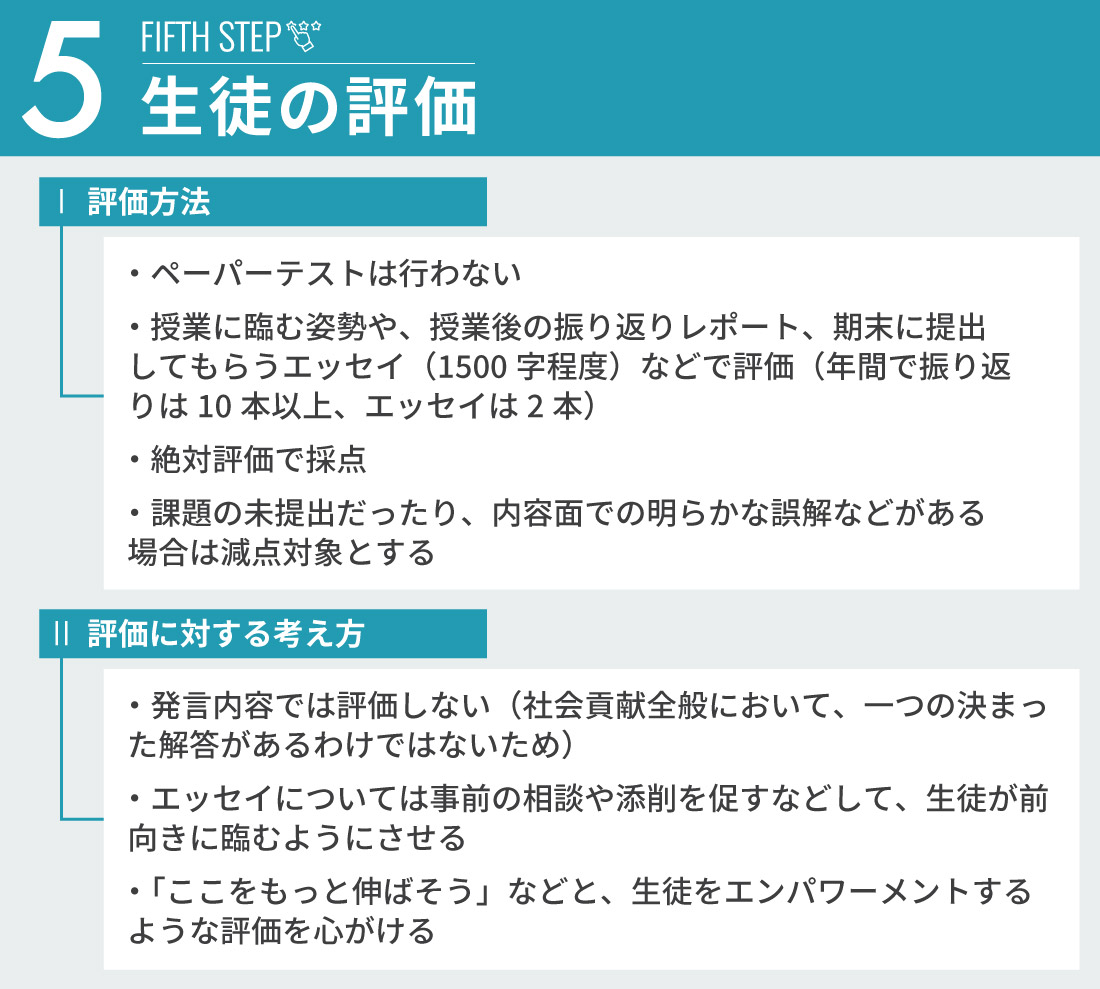 5
FIFTH STEP
生徒の評価
Ⅰ 評価方法
・ペーパーテストは行わない
・授業に臨む姿勢や、授業後の振り返りレポート、期末に提出
してもらうエッセイ（1500 字程度）などで評価（年間で振り返
りは 10 本以上、エッセイは 2 本）
・絶対評価で採点
・課題の未提出だったり、内容面での明らかな誤解などがある
場合は減点対象とする
Ⅱ 評価に対する考え方
・発言内容では評価しない（社会貢献全般において、一つの決まっ
た解答があるわけではないため）
・エッセイについては事前の相談や添削を促すなどして、生徒が前
向きに臨むようにさせる
・「ここをもっと伸ばそう」などと、生徒をエンパワーメントする
ような評価を心がける